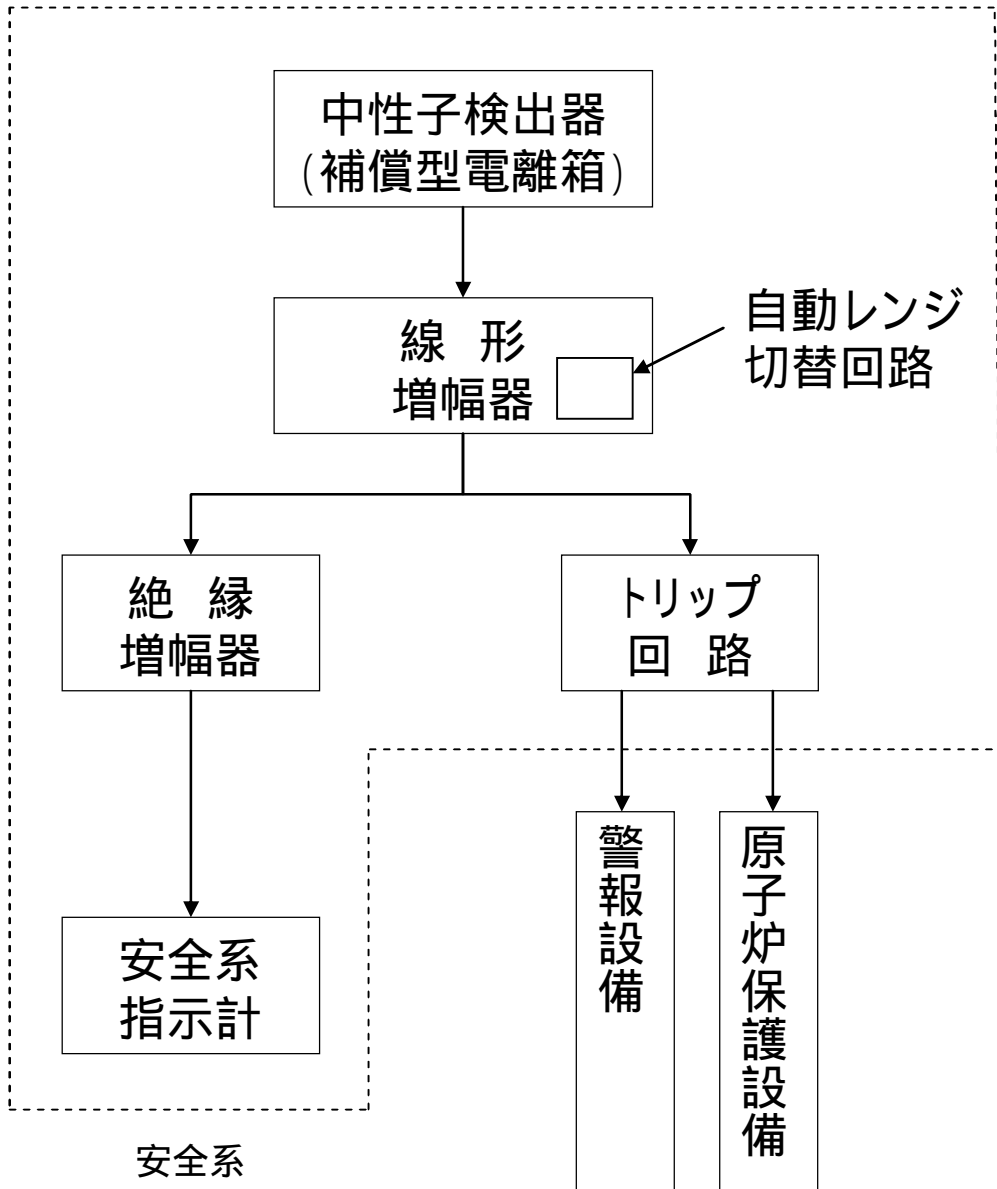 中性子検出器
(補償型電離箱)
線 形
増幅器
自動レンジ
切替回路
絶 縁
増幅器
トリップ
回 路
安全系
指示計
警報設備
原子炉保護設備
安全系